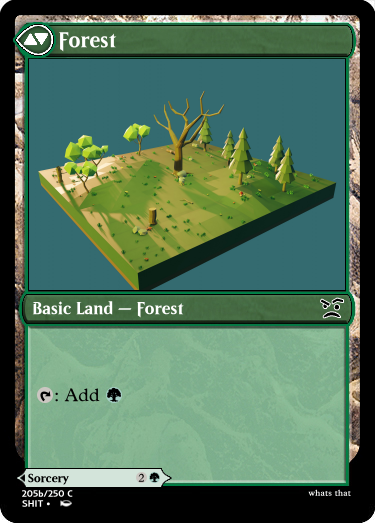 Forest
Basic Land — Forest
: Add
Sorcery 2
205b/250 C
whats that
SHIT •